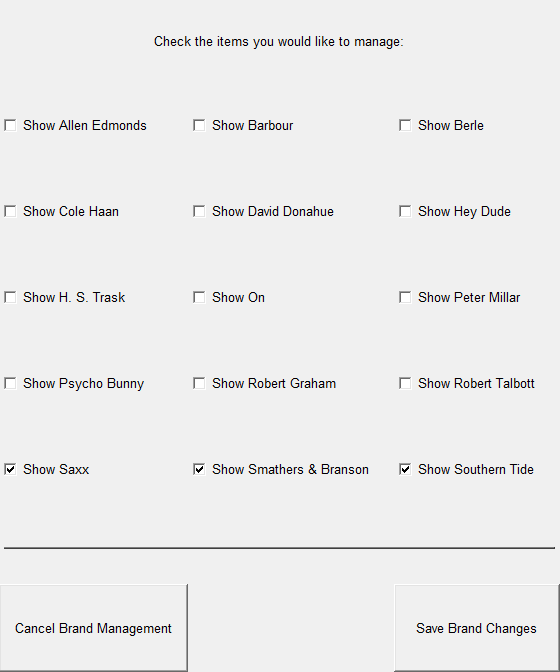 Check the items you would like to manage:
Show Allen Edmonds
Show Barbour
Show Berle
Show Cole Haan
Show David Donahue
Show Hey Dude
Show H. S. Trask
Show On
Show Peter Millar
Show Psycho Bunny
Show Robert Graham
Show Robert Talbott
Show Saxx
Show Smathers & Branson
Show Southern Tide
Cancel Brand Management
Save Brand Changes